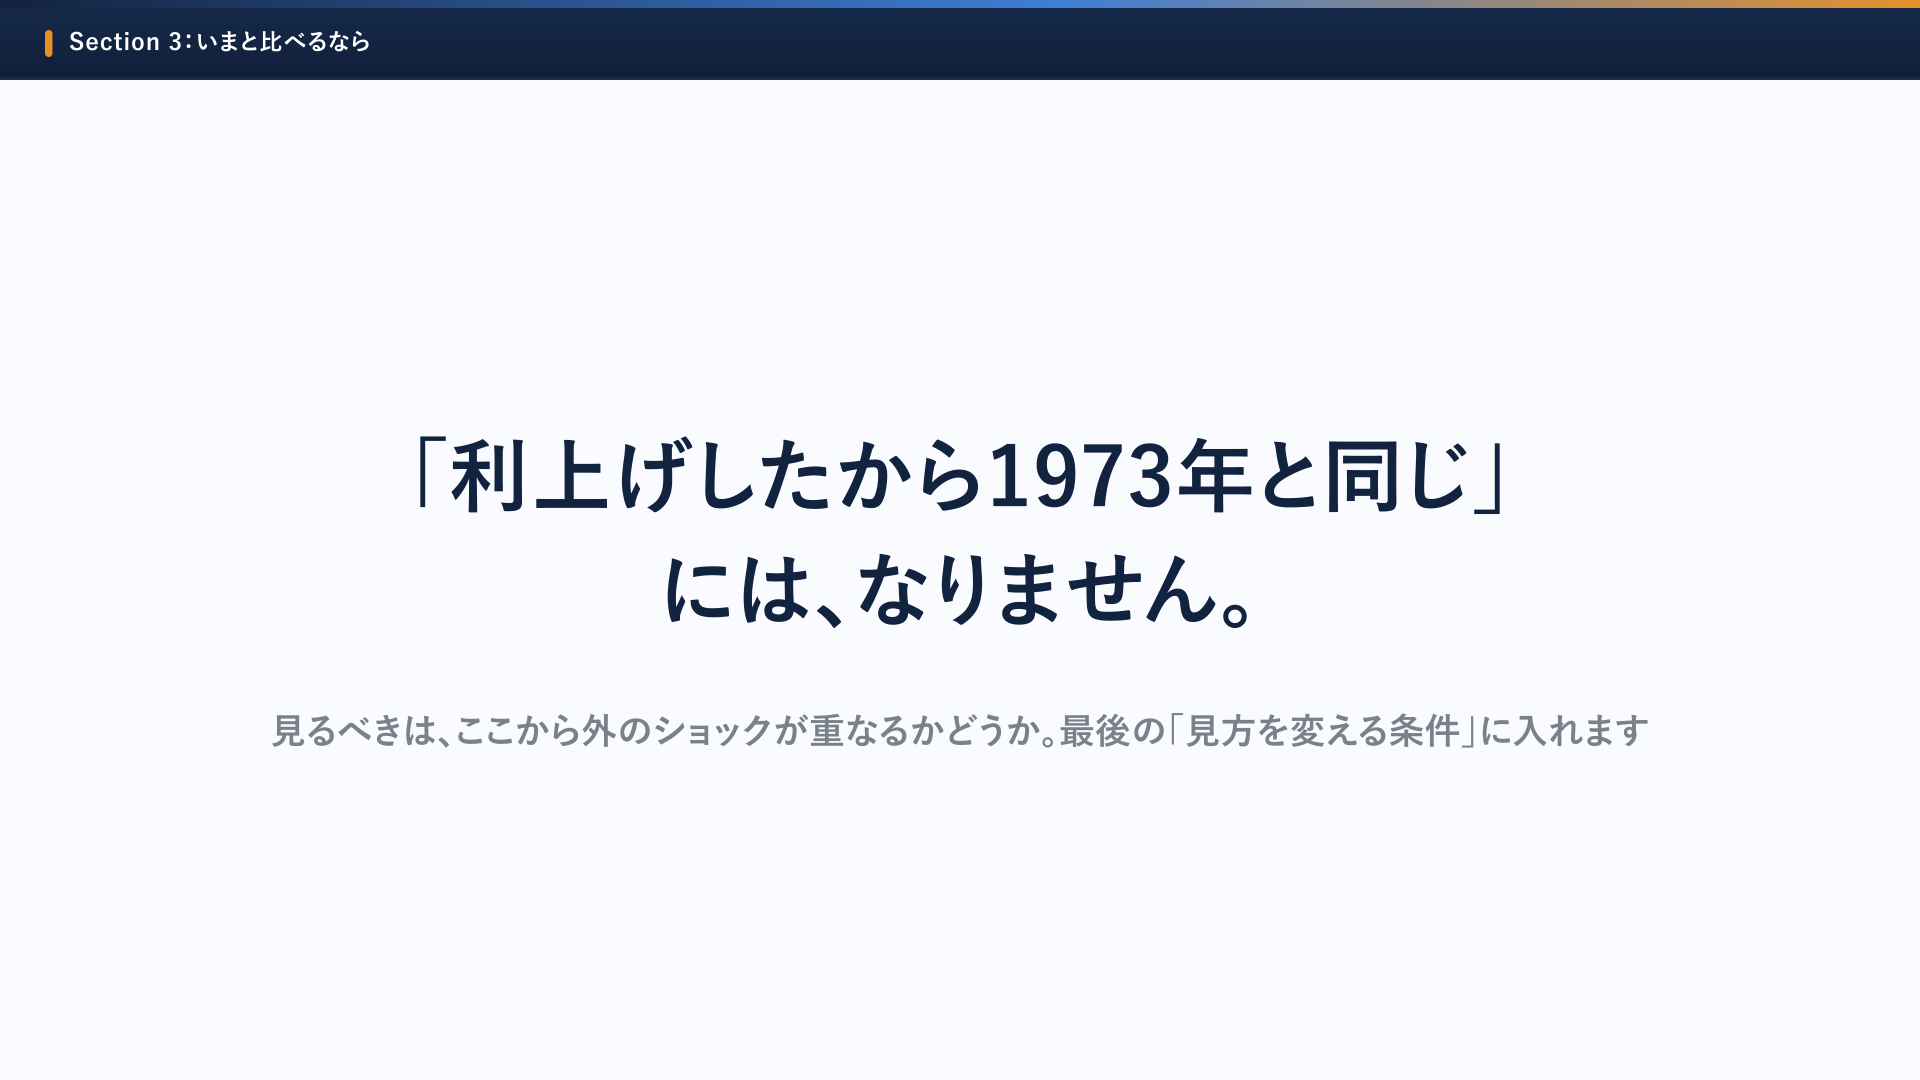 Section 3：いまと比べるなら
「利上げしたから1973年と同じ」
には、なりません。
見るべきは、ここから外のショックが重なるかどうか。最後の「見方を変える条件」に入れます